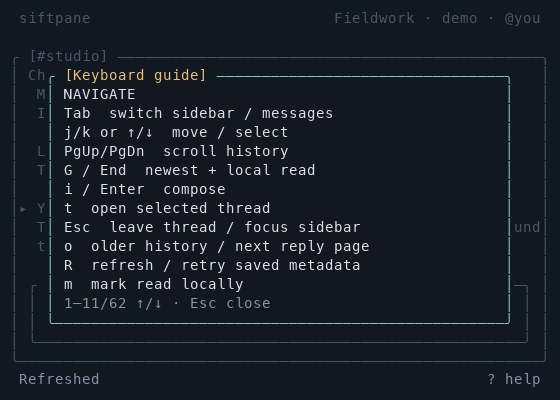 siftpane Fieldwork · demo · @you
[#studio]
Ch [Keyboard guide]
M NAVIGATE
I Tab switch sidebar / messages
j/k or ↑/↓ move / select
L PgUp/PgDn scroll history
T G / End newest + local read
i / Enter compose
▸ Y t open selected thread
T Esc leave thread / focus sidebar und
t o older history / next reply page
R refresh / retry saved metadata
m mark read locally
1–11/62 ↑/↓ · Esc close
Refreshed ? help